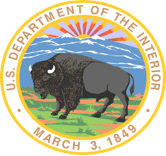 U.S. DEPARTMENT OF THE INTERIOR
MARCH 3, 1849